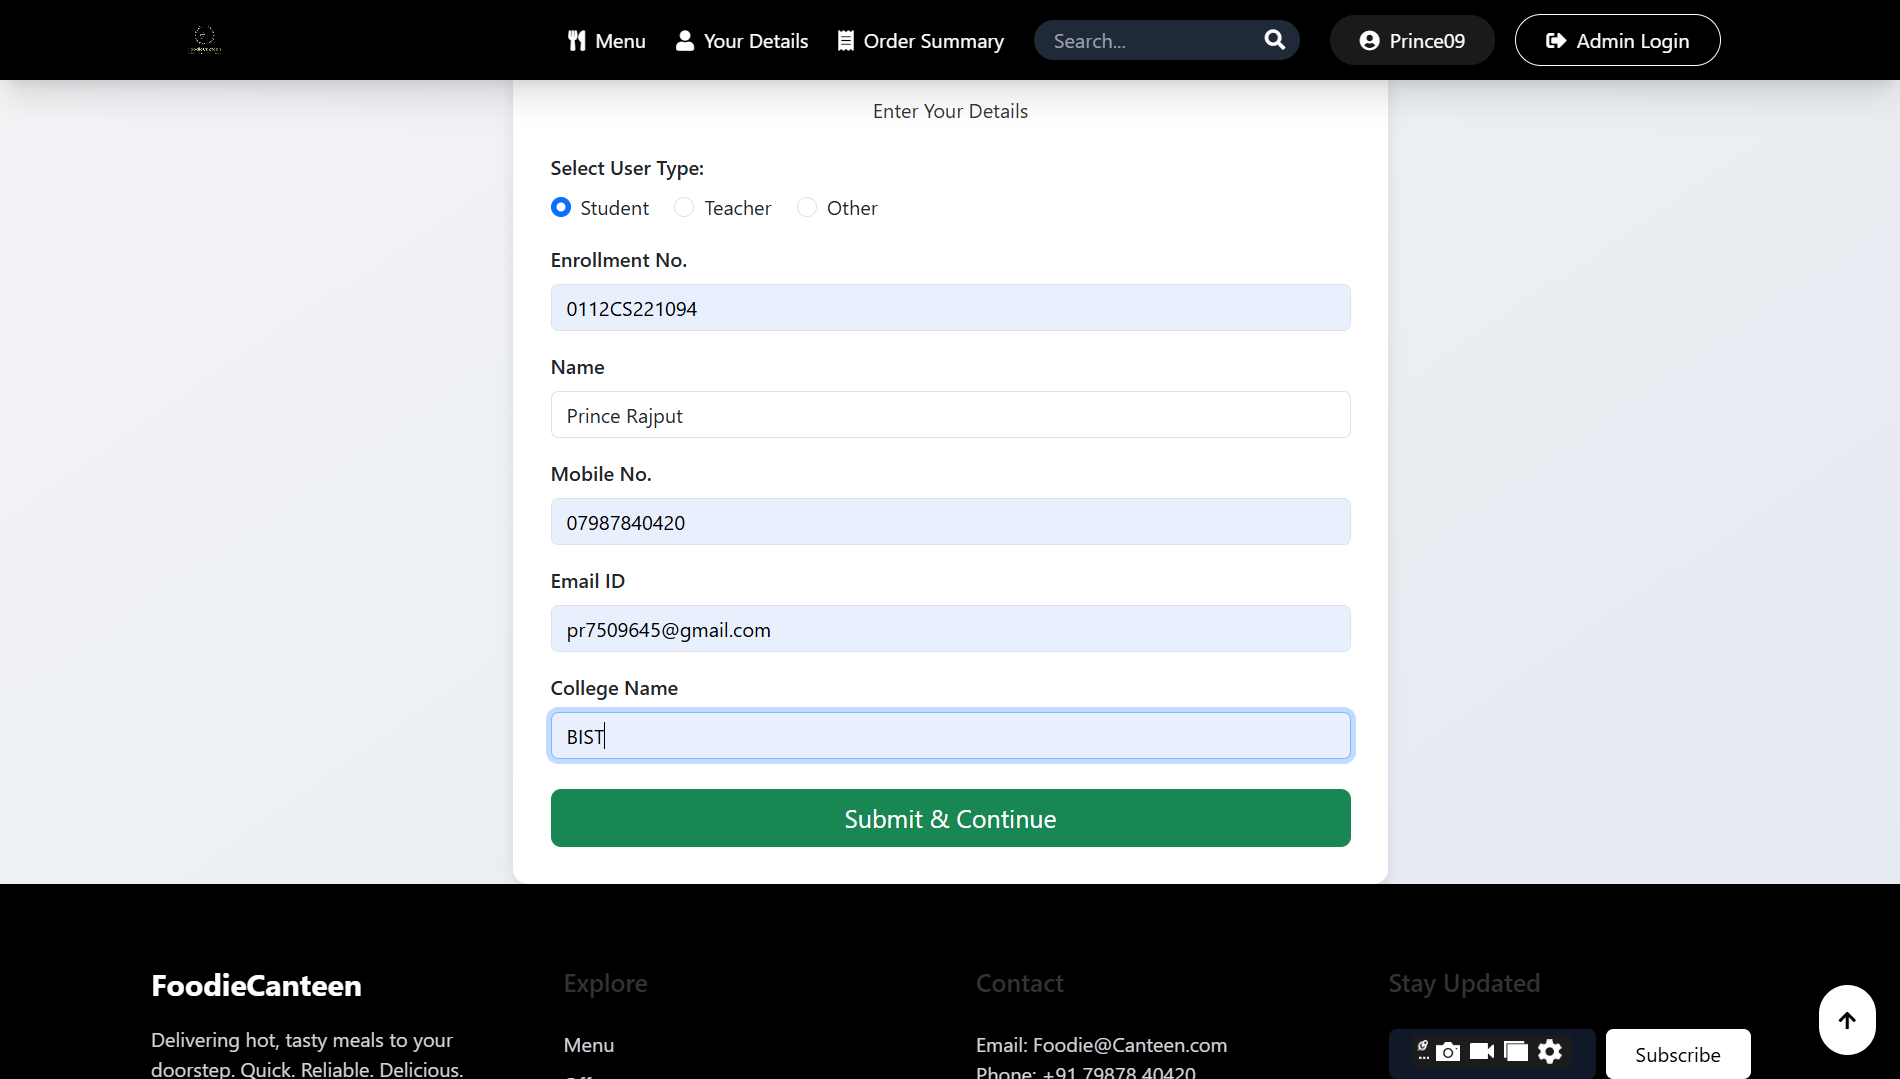 Menu Your Details Order Summary Search... Prince09 Admin Login
Enter Your Details
Select User Type:
Student Teacher Other
Enrollment No.
0112CS221094
Name
Prince Rajput
Mobile No.
07987840420
Email ID
pr7509645@gmail.com
College Name
BIST
Submit & Continue
FoodieCanteen
Delivering hot, tasty meals to your
doorstep. Quick. Reliable. Delicious.
Explore
Menu
Contact
Email: Foodie@Canteen.com
Phone: +91 79878 40420
Stay Updated
Subscribe